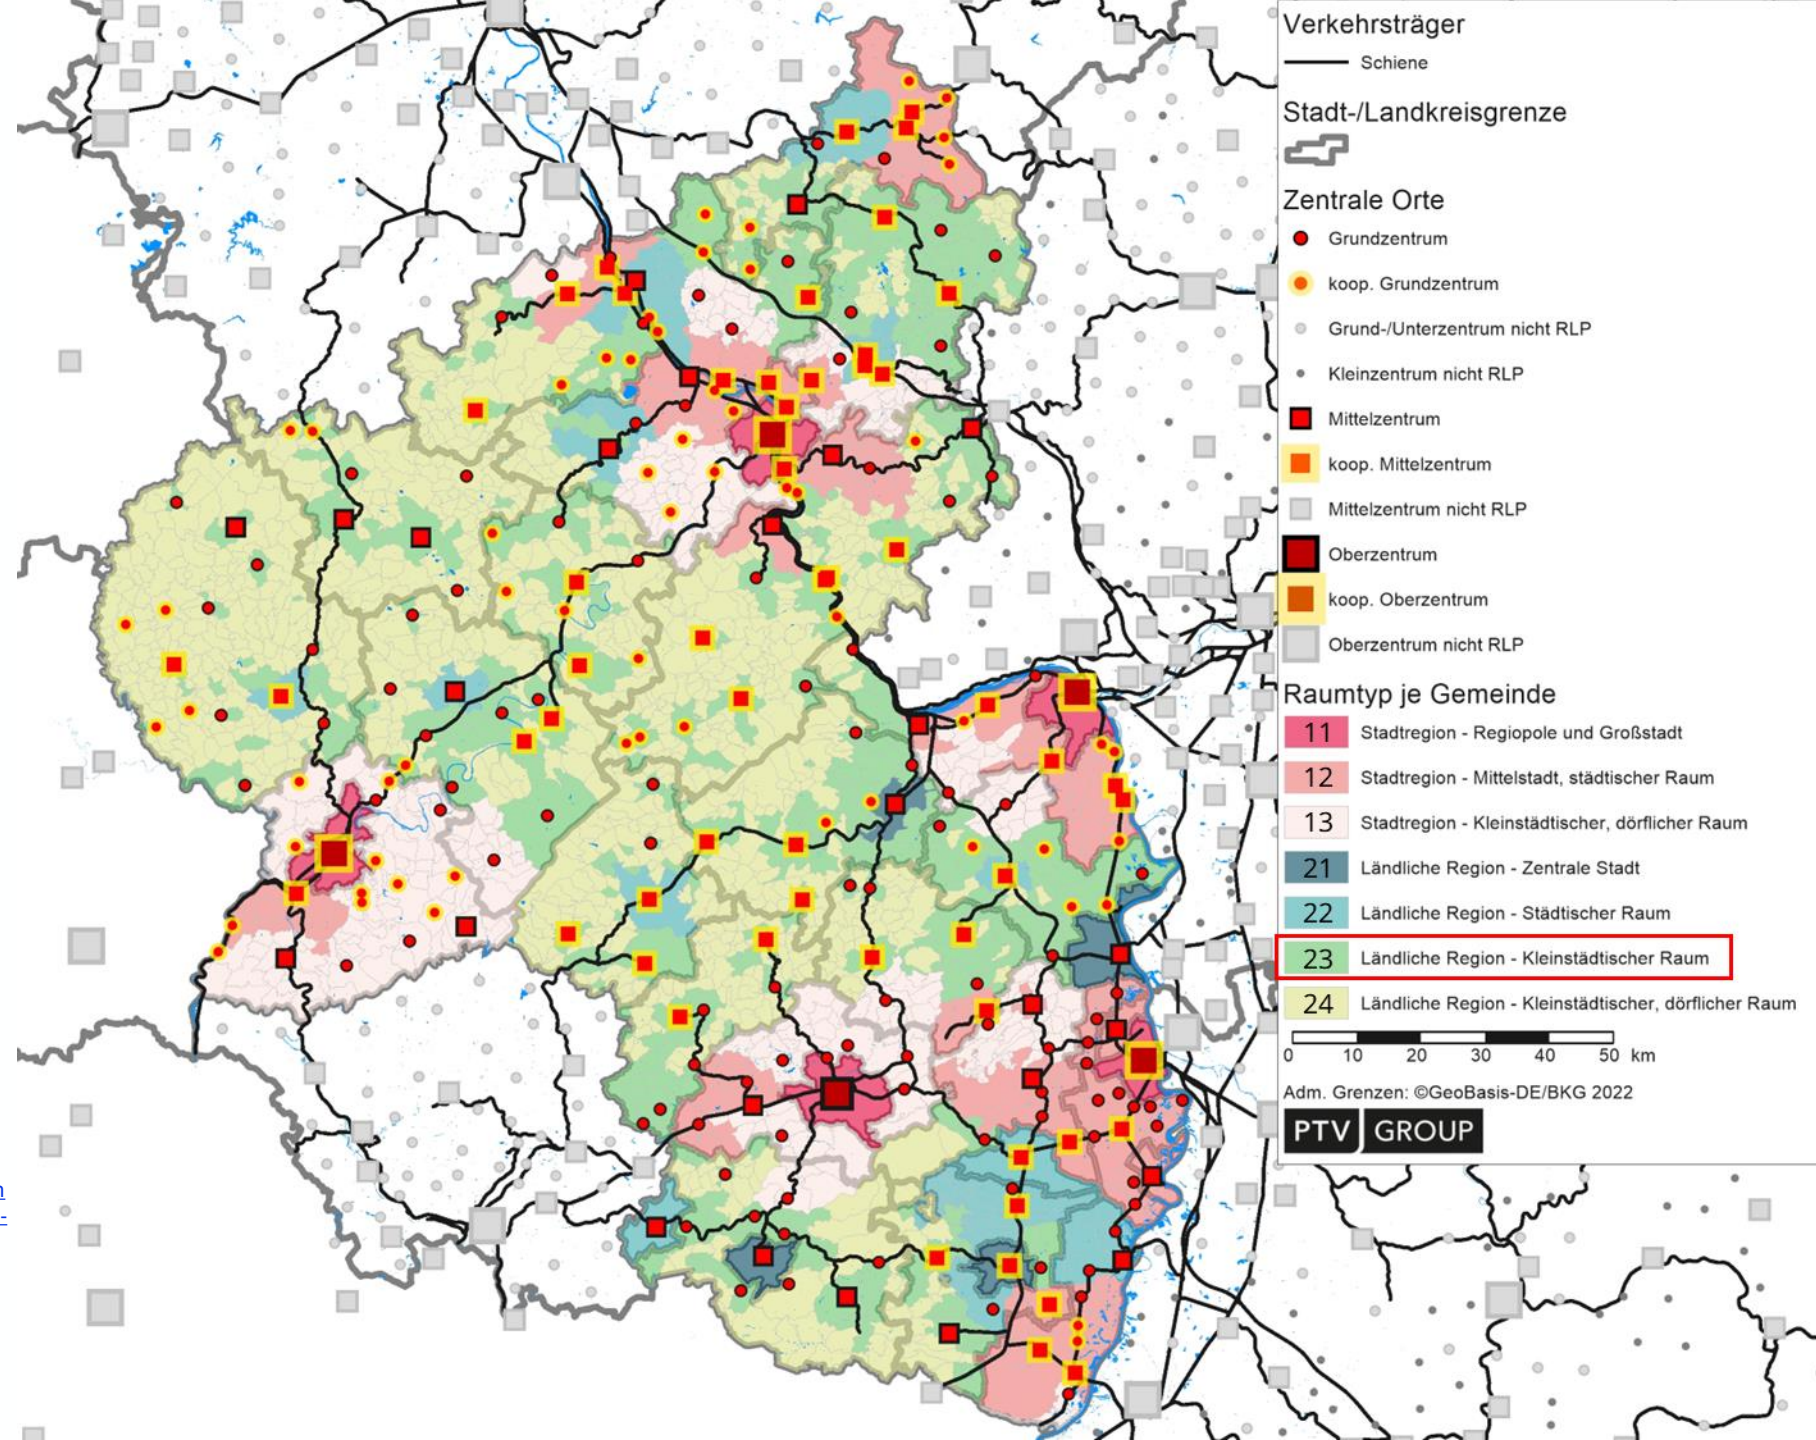 Verkehrsträger
Schiene
Stadt-/Landkreisgrenze
Zentrale Orte
Grundzentrum
koop. Grundzentrum
Grund-/Unterzentrum nicht RLP
Kleinzentrum nicht RLP
Mittelzentrum
koop. Mittelzentrum
Mittelzentrum nicht RLP
Oberzentrum
koop. Oberzentrum
Oberzentrum nicht RLP
Raumtyp je Gemeinde
11 Stadtregion - Regiopole und Großstadt
12 Stadtregion - Mittelstadt, städtischer Raum
13 Stadtregion - Kleinstädtischer, dörflicher Raum
21 Ländliche Region - Zentrale Stadt
22 Ländliche Region - Städtischer Raum
23 Ländliche Region - Kleinstädtischer Raum
24 Ländliche Region - Kleinstädtischer, dörflicher Raum
0 10 20 30 40 50 km
Adm. Grenzen: ©GeoBasis-DE/BKG 2022
PTV GROUP